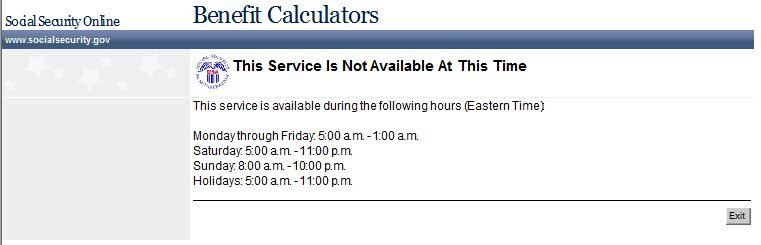 Social Security Online
Benefit Calculators
www.socialsecurity.gov
This Service Is Not Available At This Time
This service is available during the following hours (Eastern Time)
Monday through Friday: 5:00 a.m. - 1:00 a.m.
Saturday: 5:00 a.m. - 11:00 p.m.
Sunday: 8:00 a.m. - 10:00 p.m.
Holidays: 5:00 a.m. - 11:00 p.m.
Exit